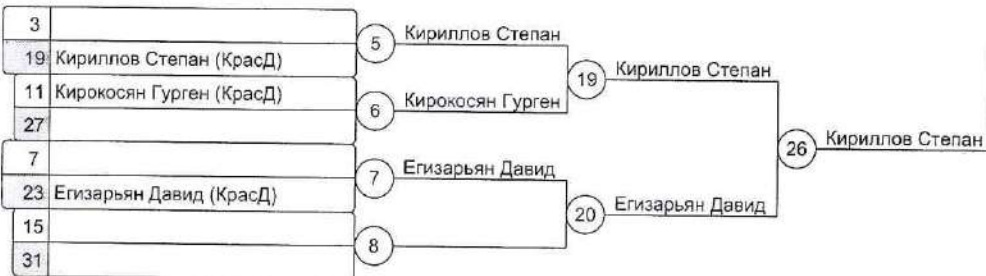 3
5 Кириллов Степан
19 Кириллов Степан (КрасД)
19 Кириллов Степан
11 Кирокосян Гурген (КрасД)
6 Кирокосян Гурген
27
26 Кириллов Степан
7
7 Егизарьян Давид
23 Егизарьян Давид (КрасД)
20 Егизарьян Давид
15
8
31